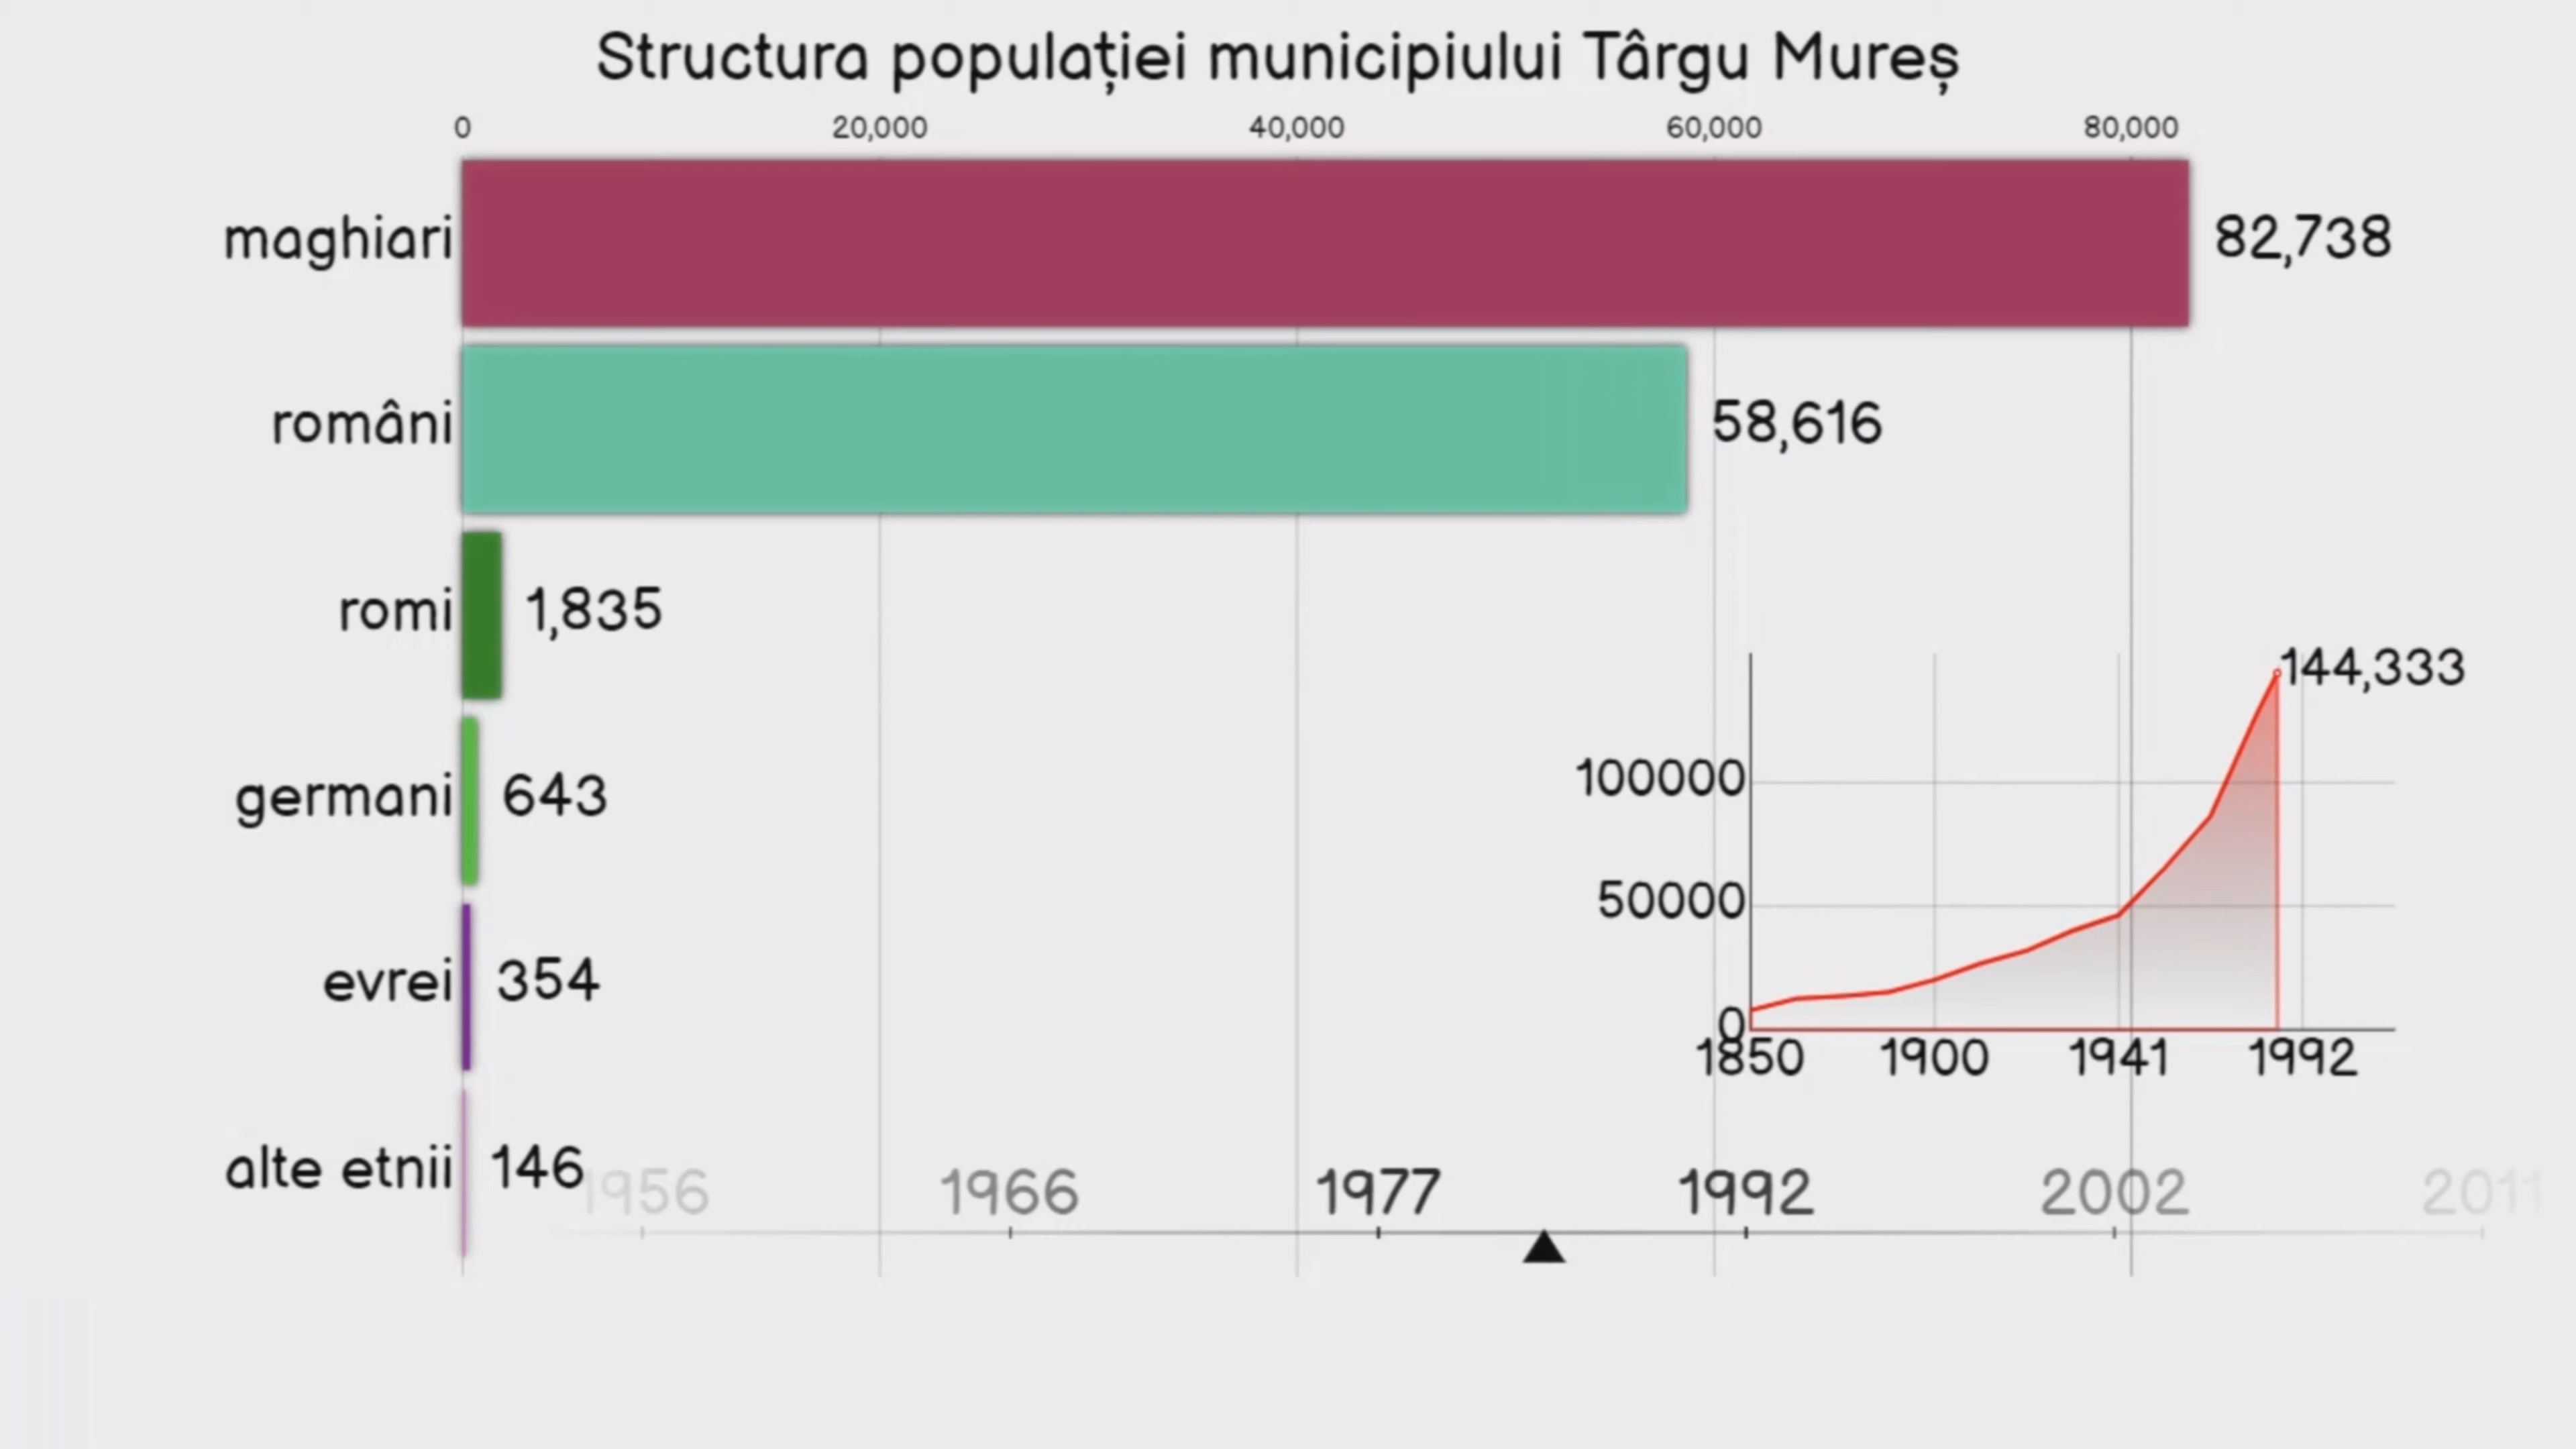 Structura populației municipiului Târgu Mureș
0 20,000 40,000 60,000 80,000
maghiari 82,738
români 58,616
romi 1,835
germani 643
evrei 354
alte etnii 146
144,333
100000
50000
0
1850 1900 1941 1992
1956 1966 1977 1992 2002 2011